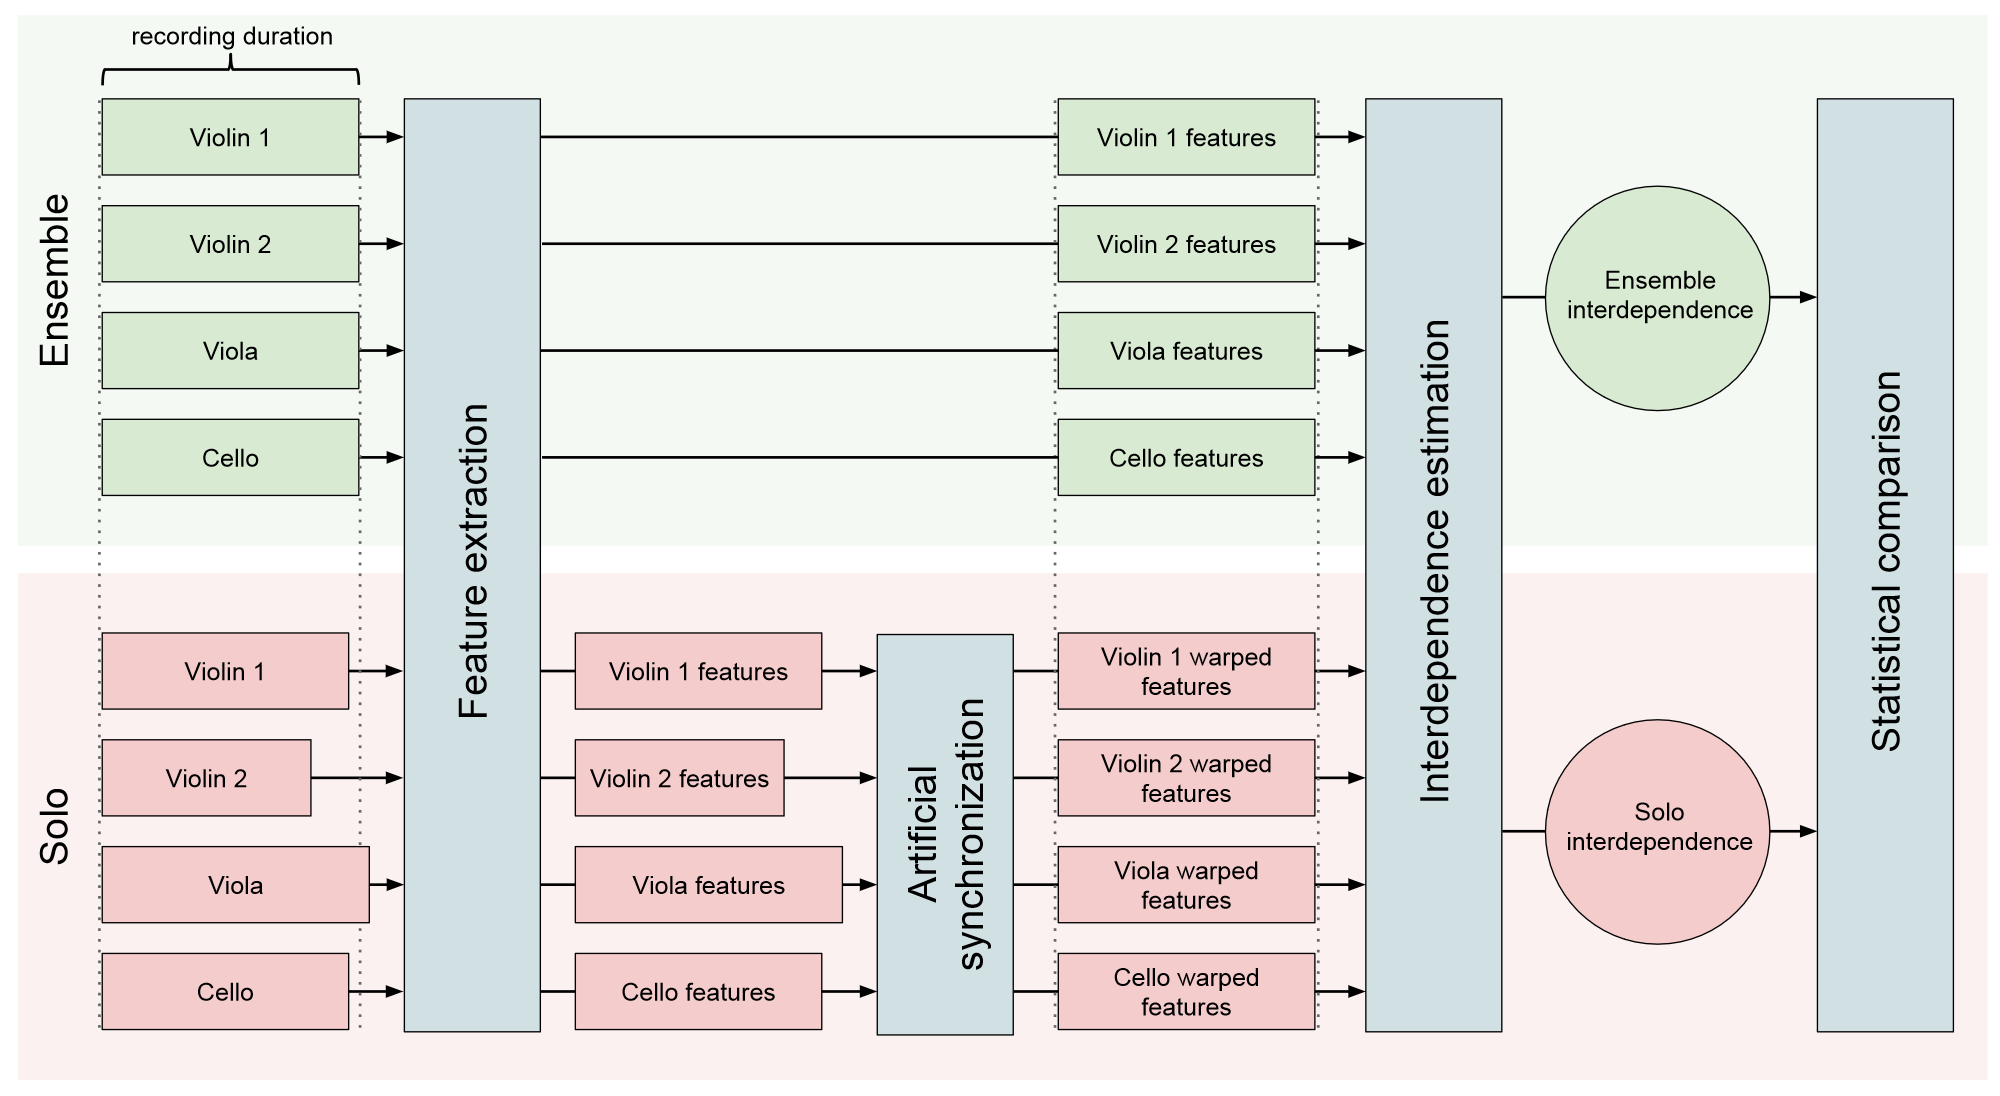 recording duration
Ensemble
Violin 1
Violin 2
Viola
Cello
Feature extraction
Violin 1 features
Violin 2 features
Viola features
Cello features
Interdependence estimation
Ensemble
interdependence
Statistical comparison
Solo
Violin 1
Violin 2
Viola
Cello
Violin 1 features
Violin 2 features
Viola features
Cello features
Artificial
synchronization
Violin 1 warped
features
Violin 2 warped
features
Viola warped
features
Cello warped
features
Solo
interdependence